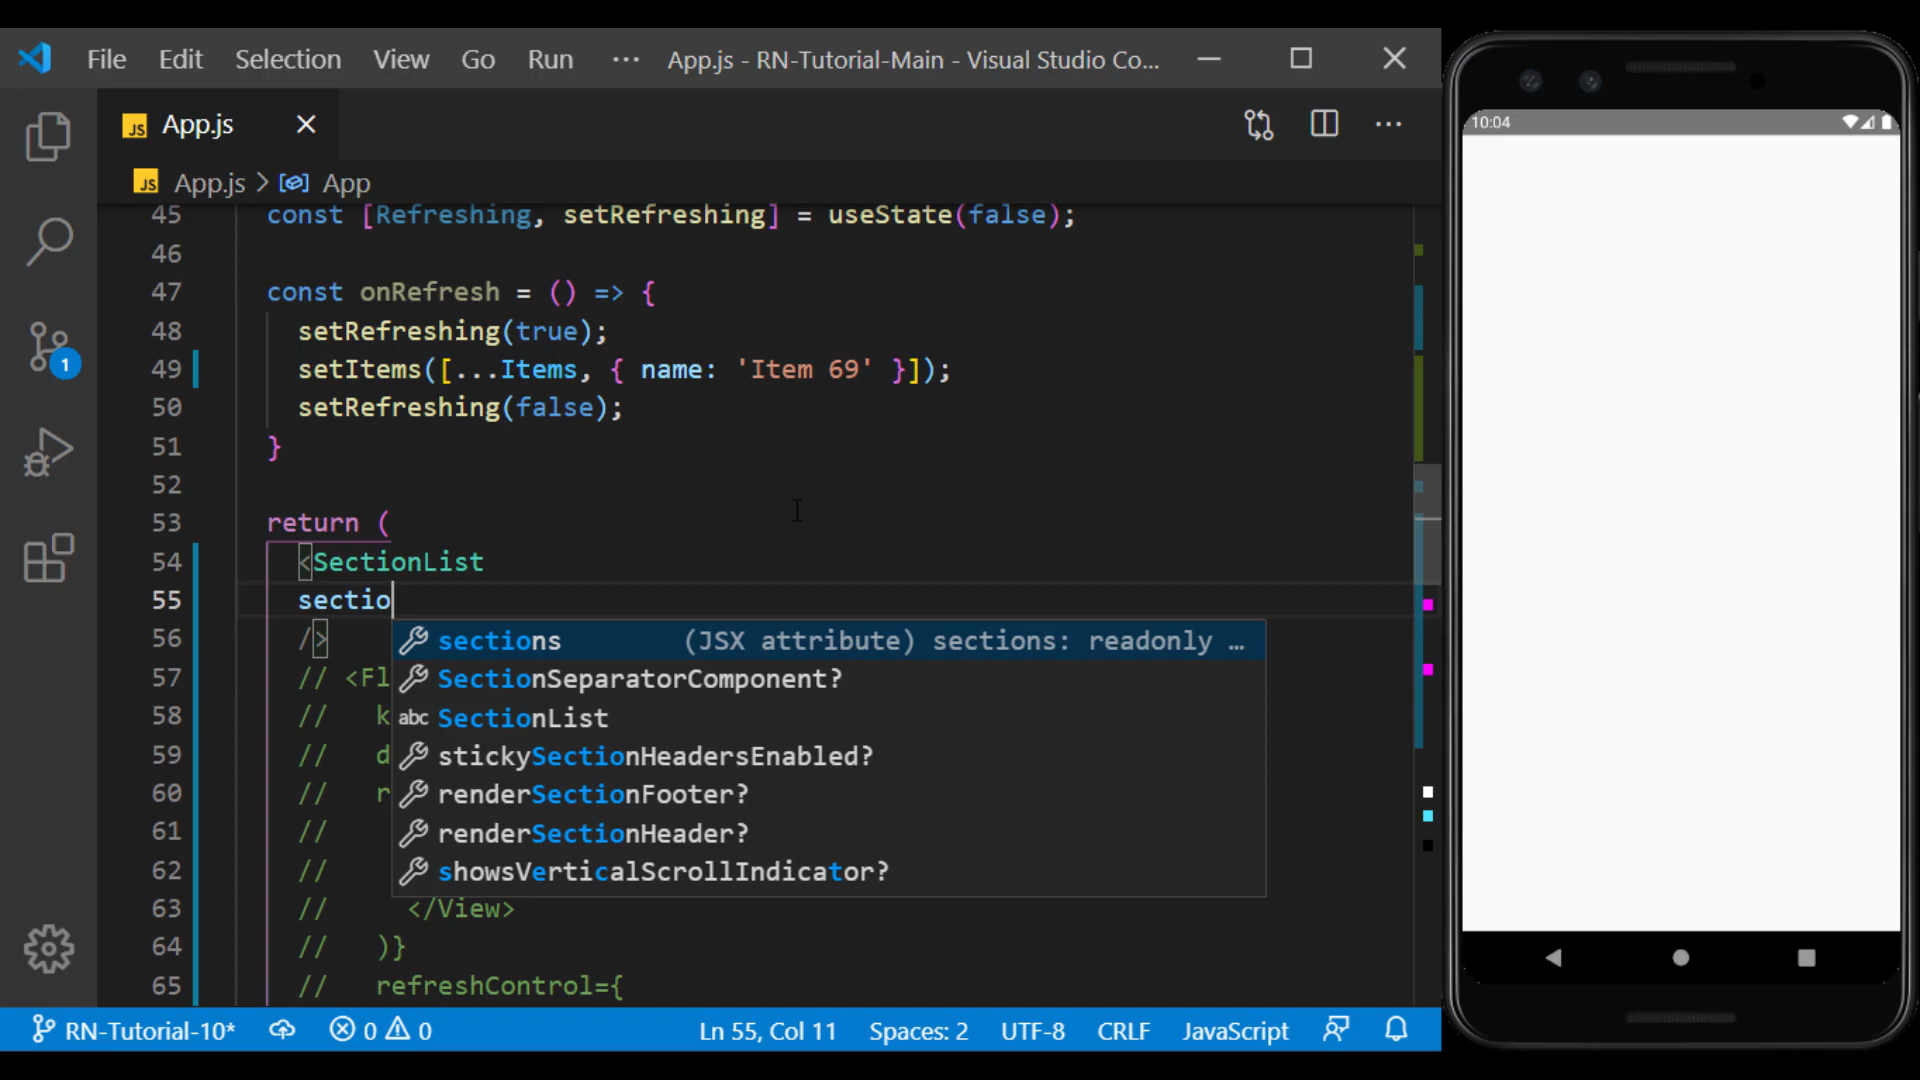 File Edit Selection View Go Run ··· App.js - RN-Tutorial-Main - Visual Studio Co...
JS App.js
JS App.js > App
45 const [Refreshing, setRefreshing] = useState(false);
46
47 const onRefresh = () => {
48 setRefreshing(true);
49 setItems([...Items, { name: 'Item 69' }]);
50 setRefreshing(false);
51 }
52
53 return (
54 <SectionList
55 sectio
56 />
sections (JSX attribute) sections: readonly …
57 // <Fl
SectionSeparatorComponent?
58 // k
abc SectionList
59 // d
stickySectionHeadersEnabled?
60 // r
renderSectionFooter?
61 //
renderSectionHeader?
62 //
showsVerticalScrollIndicator?
63 // </View>
64 // )}
65 // refreshControl={
1
RN-Tutorial-10* 0 0 Ln 55, Col 11 Spaces: 2 UTF-8 CRLF JavaScript
10:04